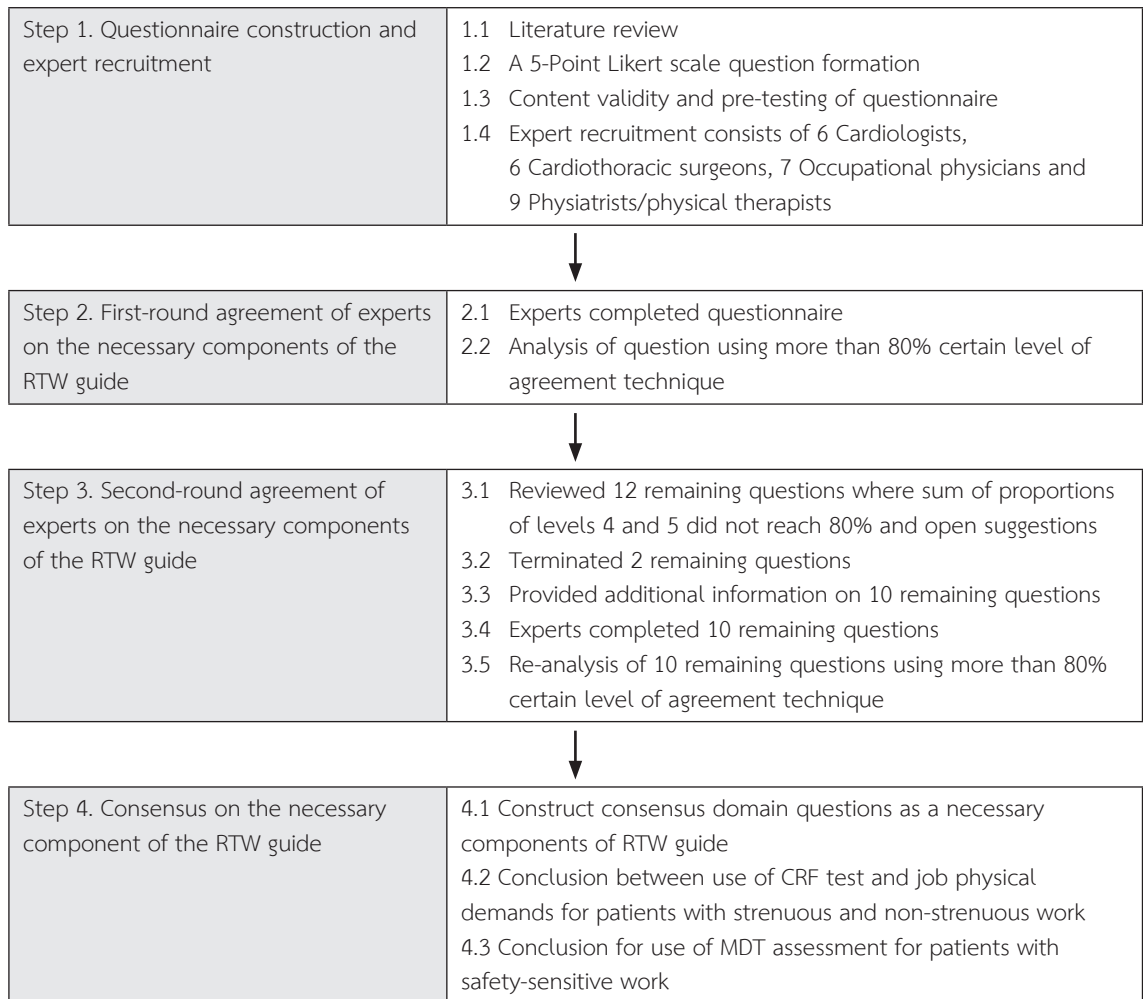 Step 1. Questionnaire construction and
expert recruitment
1.1 Literature review
1.2 A 5-Point Likert scale question formation
1.3 Content validity and pre-testing of questionnaire
1.4 Expert recruitment consists of 6 Cardiologists,
6 Cardiothoracic surgeons, 7 Occupational physicians and
9 Physiatrists/physical therapists
Step 2. First-round agreement of experts
on the necessary components of the
RTW guide
2.1 Experts completed questionnaire
2.2 Analysis of question using more than 80% certain level of
agreement technique
Step 3. Second-round agreement of
experts on the necessary components
of the RTW guide
3.1 Reviewed 12 remaining questions where sum of proportions
of levels 4 and 5 did not reach 80% and open suggestions
3.2 Terminated 2 remaining questions
3.3 Provided additional information on 10 remaining questions
3.4 Experts completed 10 remaining questions
3.5 Re-analysis of 10 remaining questions using more than 80%
certain level of agreement technique
Step 4. Consensus on the necessary
component of the RTW guide
4.1 Construct consensus domain questions as a necessary
components of RTW guide
4.2 Conclusion between use of CRF test and job physical
demands for patients with strenuous and non-strenuous work
4.3 Conclusion for use of MDT assessment for patients with
safety-sensitive work